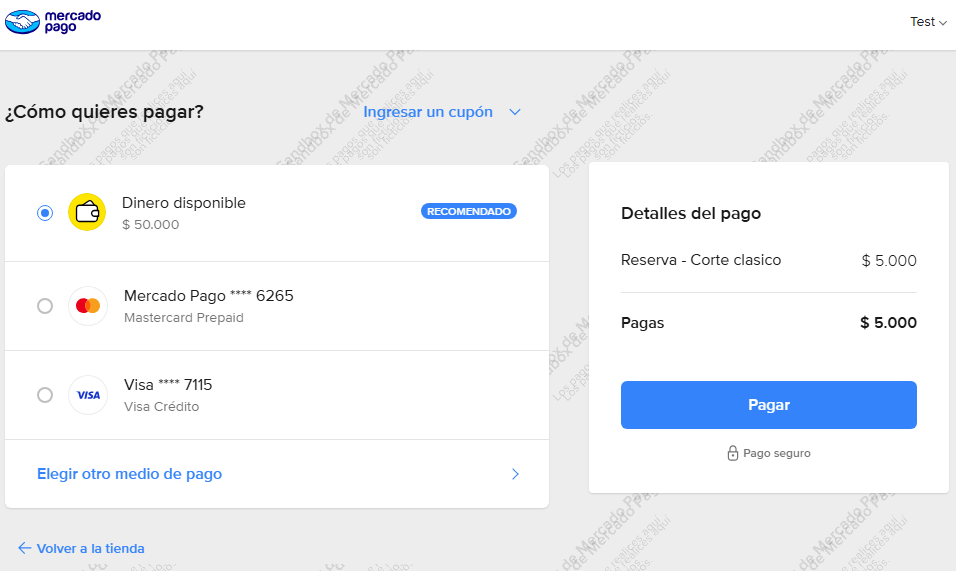 mercado
pago
Test
¿Cómo quieres pagar?
Ingresar un cupón
Dinero disponible
$ 50.000
RECOMENDADO
Mercado Pago **** 6265
Mastercard Prepaid
VISA
Visa **** 7115
Visa Crédito
Elegir otro medio de pago
Volver a la tienda
Detalles del pago
Reserva - Corte clasico
$ 5.000
Pagas
$ 5.000
Pagar
Pago seguro
Sandbox de Mercado Pago
Los pagos que realices aquí
son ficticios.